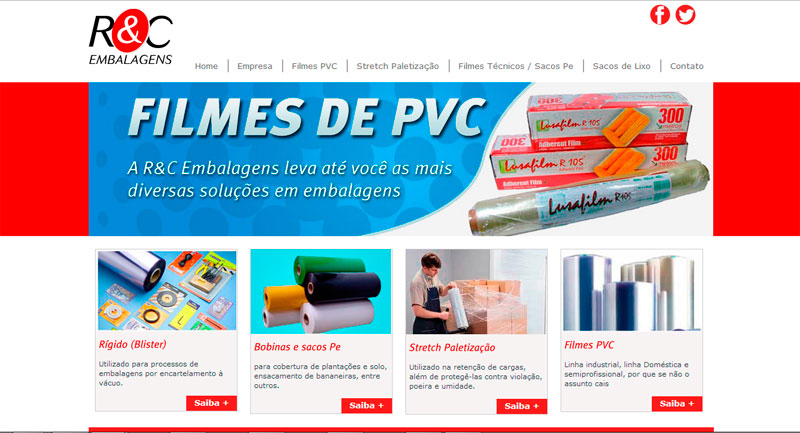 R&C
EMBALAGENS
Home
Empresa
Filmes PVC
Stretch Paletização
Filmes Técnicos / Sacos Pe
Sacos de Lixo
Contato
FILMES DE PVC
A R&C Embalagens leva até você as mais
diversas soluções em embalagens
300
Lusafilm R 105
300
metros
Adherent Film
300
Lusafilm R 105
300
metros
Adherent Film
Lusafilm R105
Rígido (Blister)
Utilizado para processos de
embalagens por encartelamento à
vácuo.
Saiba +
Bobinas e sacos Pe
para cobertura de plantações e solo,
ensacamento de bananeiras, entre
outros.
Saiba +
Stretch Paletização
Utilizado na retenção de cargas,
além de protegê-las contra violação,
poeira e umidade.
Saiba +
Filmes PVC
Linha industrial, linha Doméstica e
semiprofissional, por que se não o
assunto cais
Saiba +